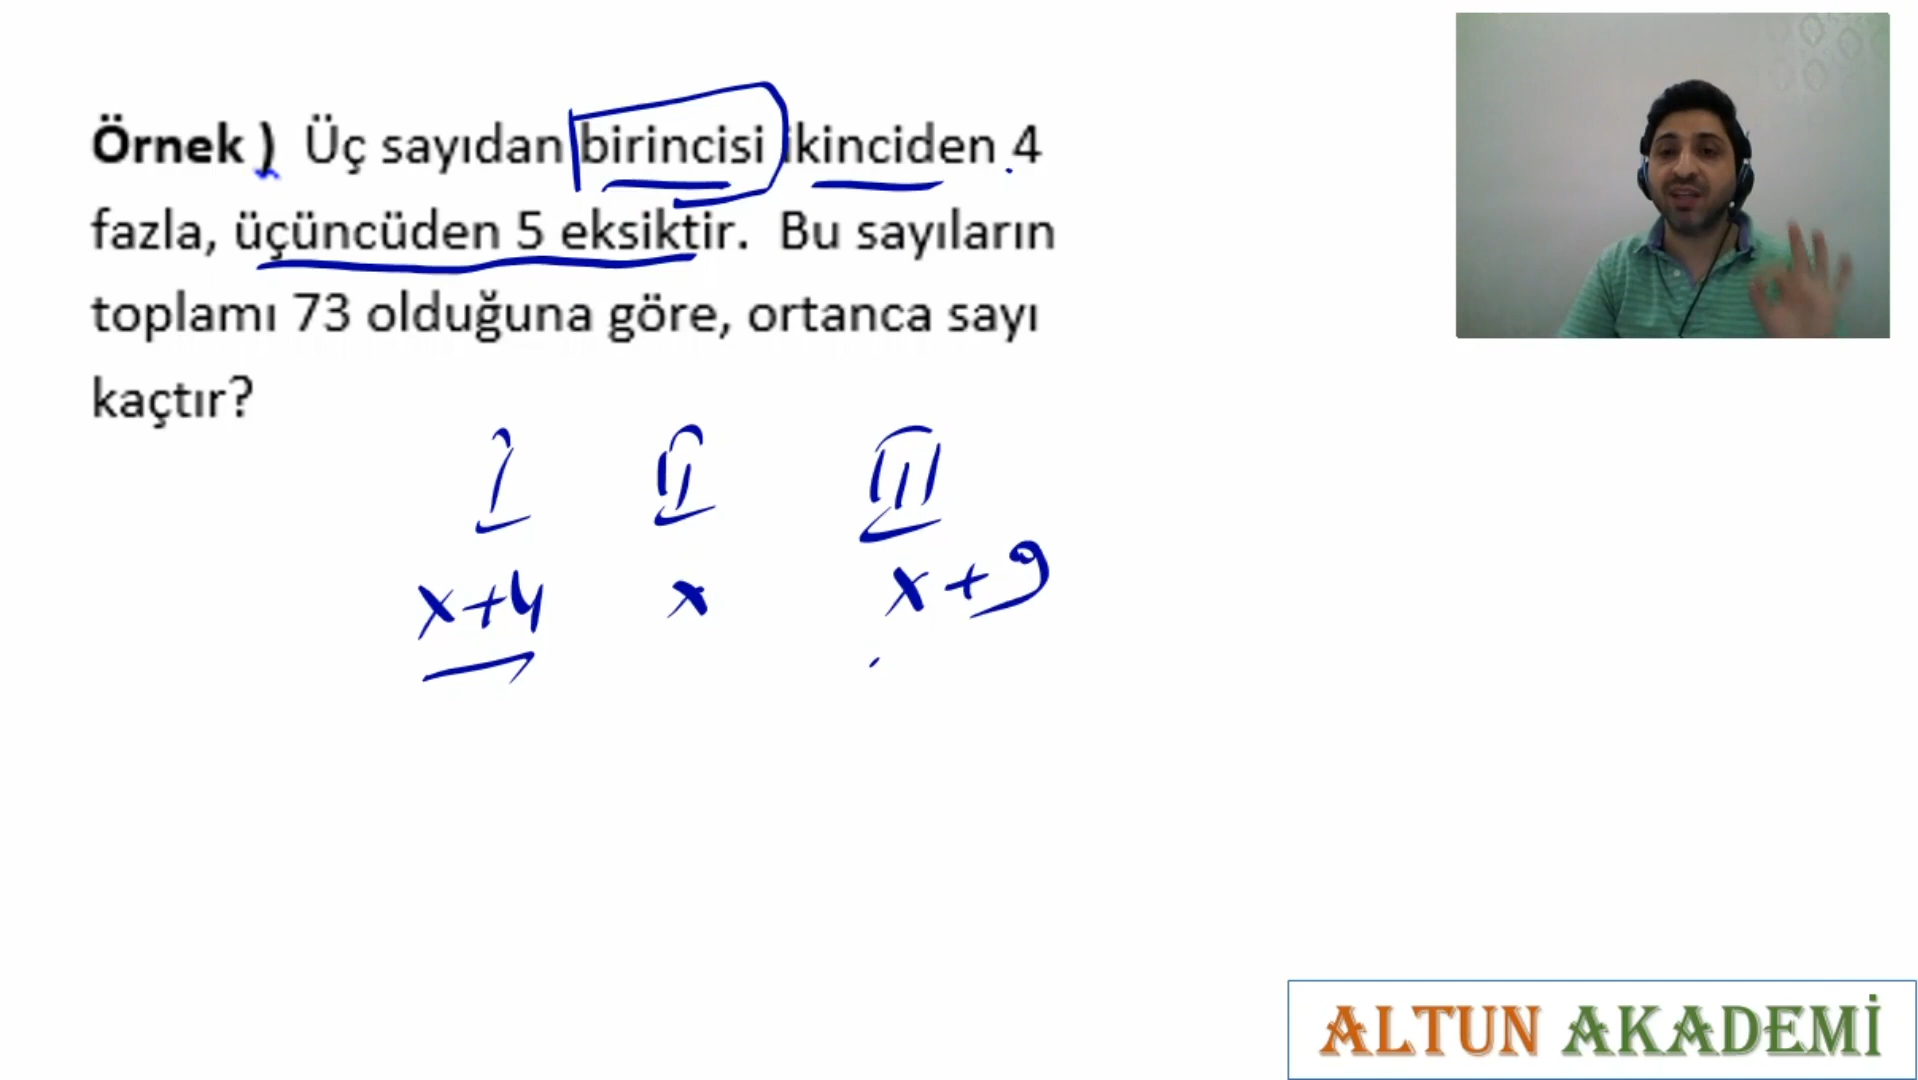 Örnek ) Üç sayıdan birincisi ikinciden 4
fazla, üçüncüden 5 eksiktir. Bu sayıların
toplamı 73 olduğuna göre, ortanca sayı
kaçtır?
I II III
x+4 x x+9
ALTUN AKADEMİ